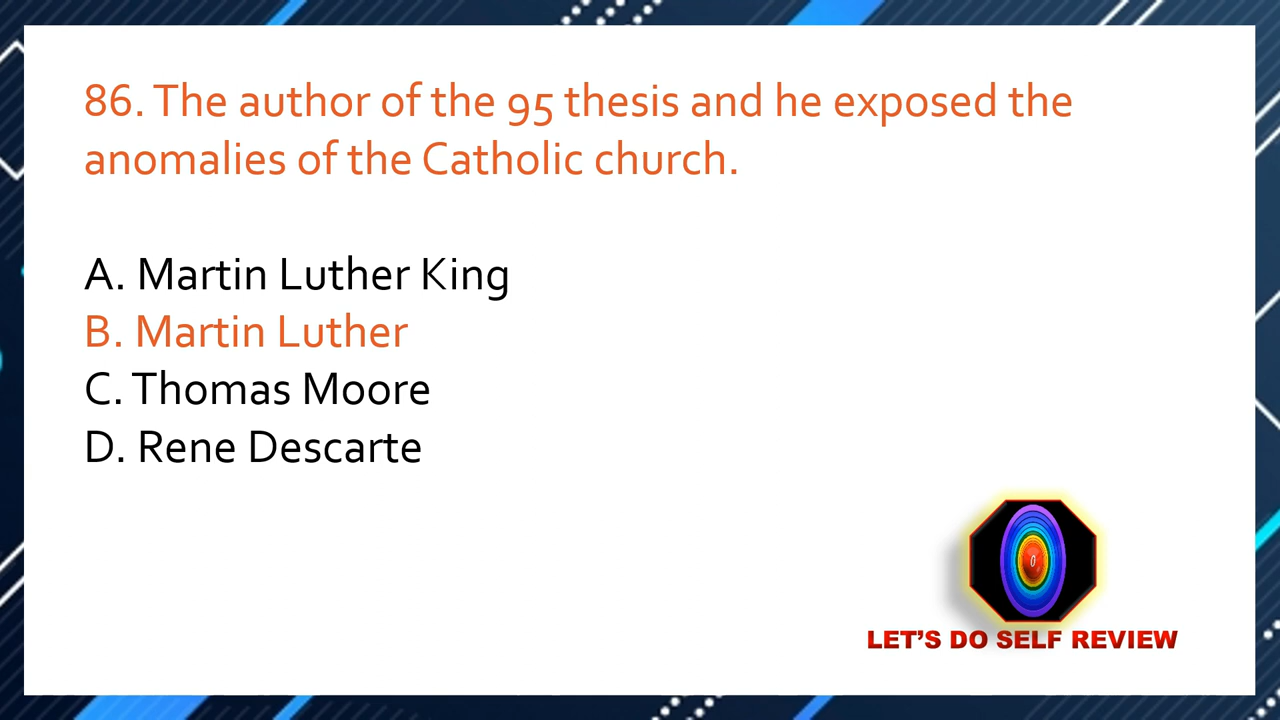 86. The author of the 95 thesis and he exposed the
anomalies of the Catholic church.
A. Martin Luther King
B. Martin Luther
C. Thomas Moore
D. Rene Descarte
0
LET'S DO SELF REVIEW